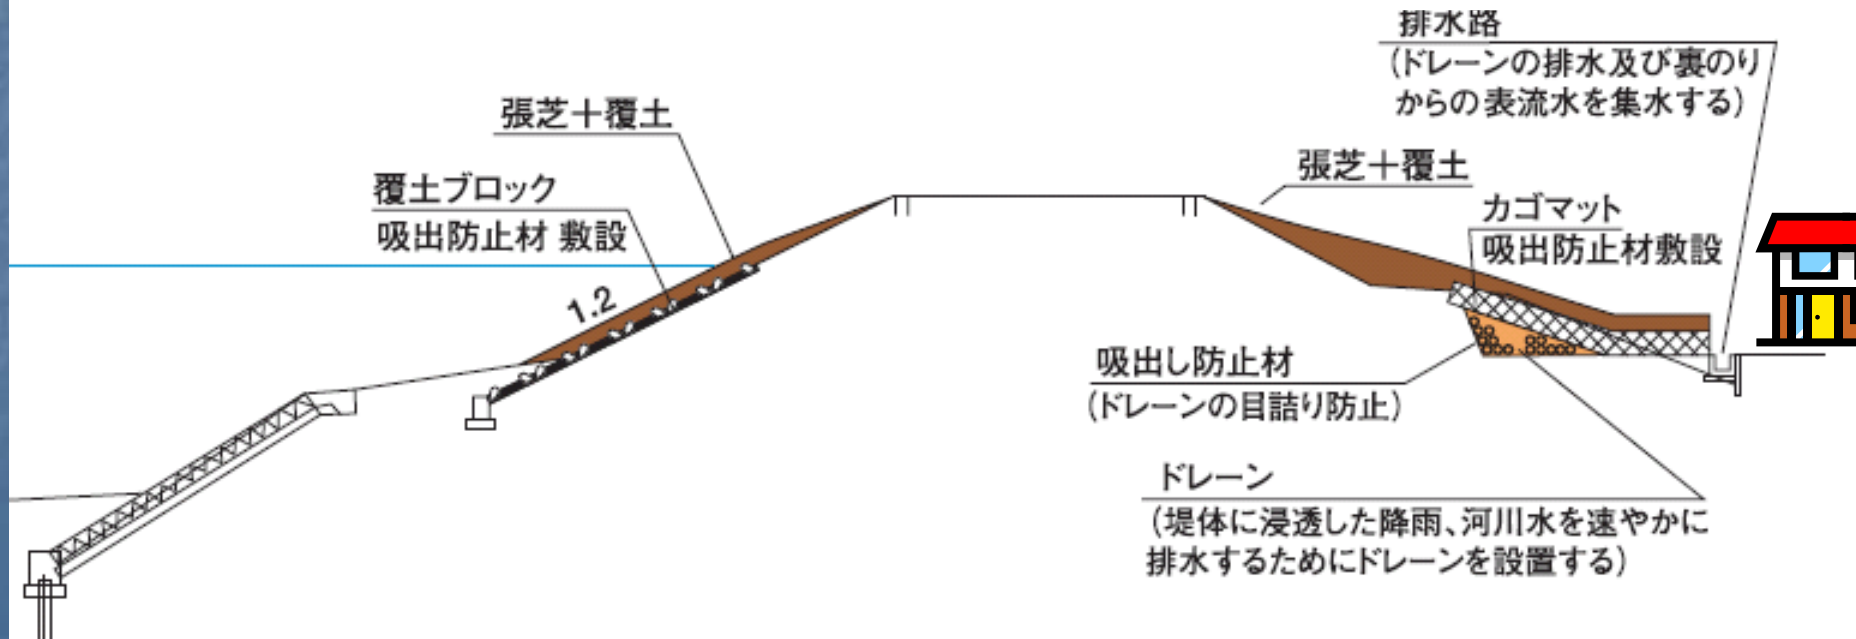 排水路
(ドレーンの排水及び裏のり
からの表流水を集水する)
張芝＋覆土
張芝＋覆土
覆土ブロック
吸出防止材 敷設
カゴマット
吸出防止材敷設
1.2
吸出し防止材
(ドレーンの目詰り防止)
ドレーン
(堤体に浸透した降雨、河川水を速やかに
排水するためにドレーンを設置する)